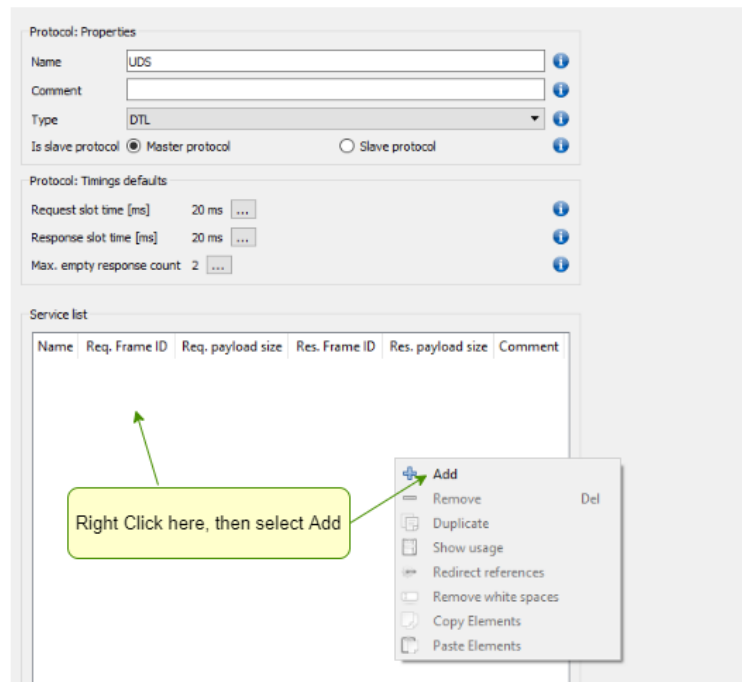 Protocol: Properties
Name UDS
Comment
Type DTL
Is slave protocol Master protocol Slave protocol
Protocol: Timings defaults
Request slot time [ms] 20 ms ...
Response slot time [ms] 20 ms ...
Max. empty response count 2 ...
Service list
Name Req. Frame ID Req. payload size Res. Frame ID Res. payload size Comment
Right Click here, then select Add
Add
Remove Del
Duplicate
Show usage
Redirect references
Remove white spaces
Copy Elements
Paste Elements